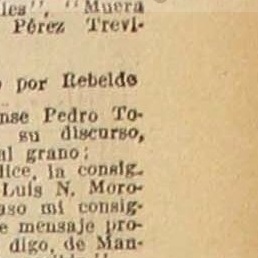 les", "Muera
Pérez Trevi-
por Rebelde
nse Pedro To-
su discurso,
al grano:
dice, la consig-
Luis N. Moro-
aso mi consig-
e mensaje pro-
digo, de Man-